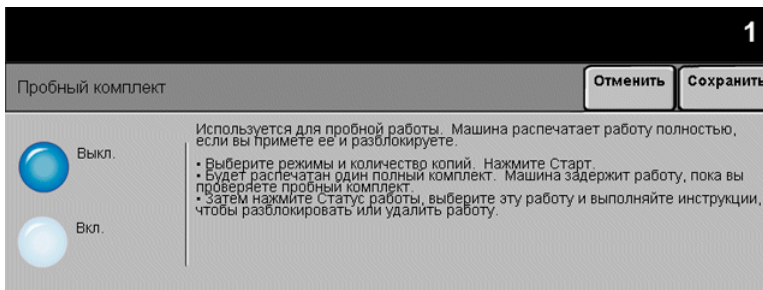 1
Пробный комплект
Отменить
Сохранить
Используется для пробной работы. Машина распечатает работу полностью,
если вы примете ее и разблокируете.
Выкл.
• Выберите режимы и количество копий. Нажмите Старт.
• Будет распечатан один полный комплект. Машина задержит работу, пока вы
проверяете пробный комплект.
• Затем нажмите Статус работы, выберите эту работу и выполняйте инструкции,
чтобы разблокировать или удалить работу.
Вкл.